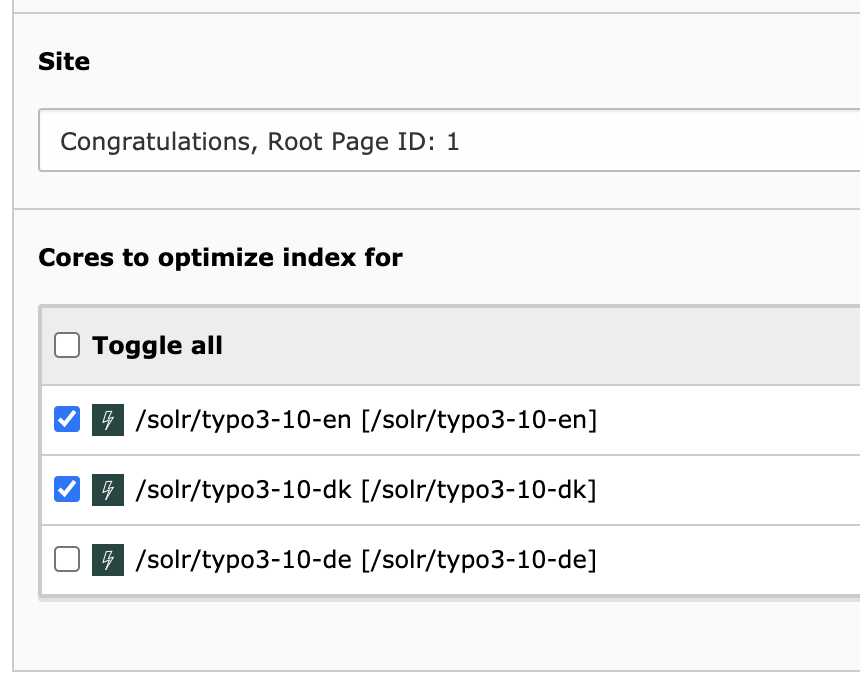 Site
Congratulations, Root Page ID: 1
Cores to optimize index for
Toggle all
/solr/typo3-10-en [/solr/typo3-10-en]
/solr/typo3-10-dk [/solr/typo3-10-dk]
/solr/typo3-10-de [/solr/typo3-10-de]